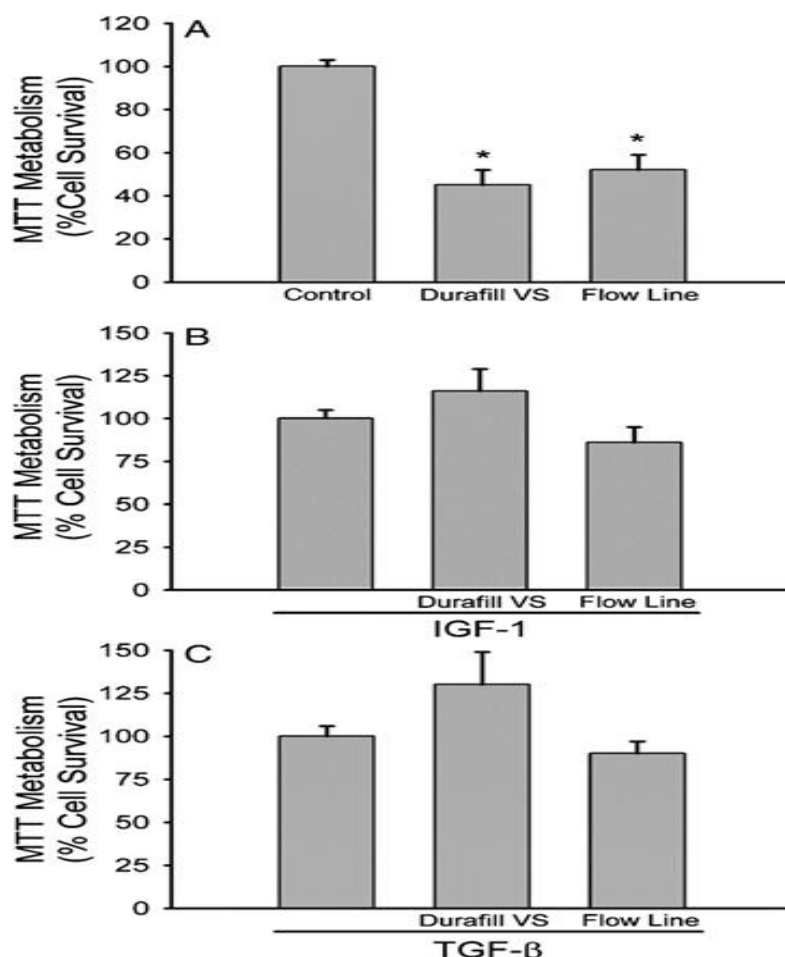 A
MTT Metabolism
(%Cell Survival)
120
100
80
60
40
20
0
*
*
Control Durafill VS Flow Line
B
MTT Metabolism
(% Cell Survival)
150
125
100
75
50
25
0
Durafill VS Flow Line
IGF-1
C
MTT Metabolism
(% Cell Survival)
150
125
100
75
50
25
0
Durafill VS Flow Line
TGF-β